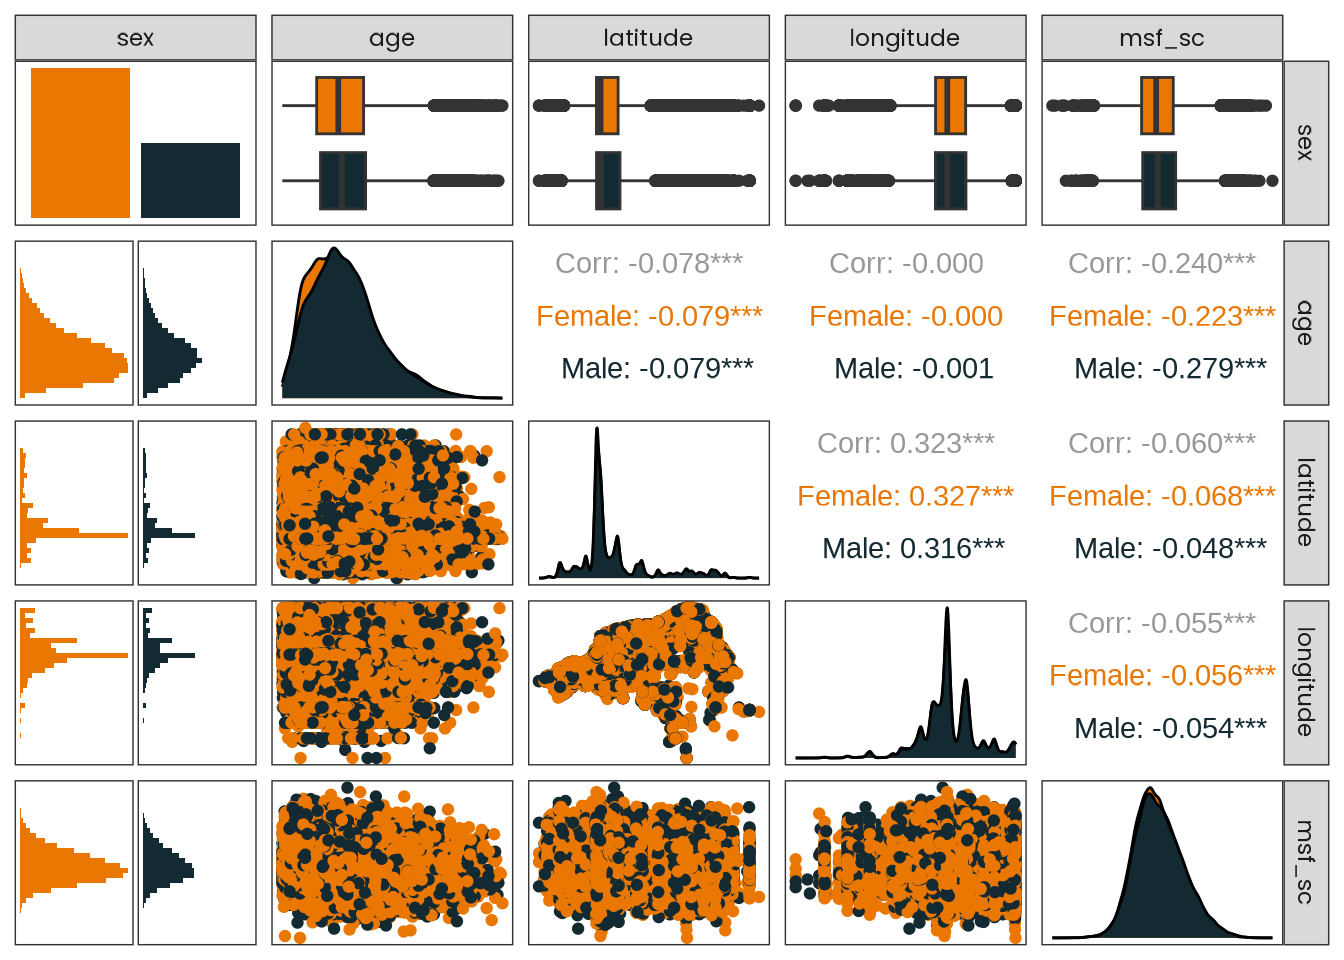 sex
age
latitude
longitude
msf_sc
sex
Corr: -0.078***
Female: -0.079***
Male: -0.079***
Corr: -0.000
Female: -0.000
Male: -0.001
Corr: -0.240***
Female: -0.223***
Male: -0.279***
age
Corr: 0.323***
Female: 0.327***
Male: 0.316***
Corr: -0.060***
Female: -0.068***
Male: -0.048***
latitude
Corr: -0.055***
Female: -0.056***
Male: -0.054***
longitude
msf_sc